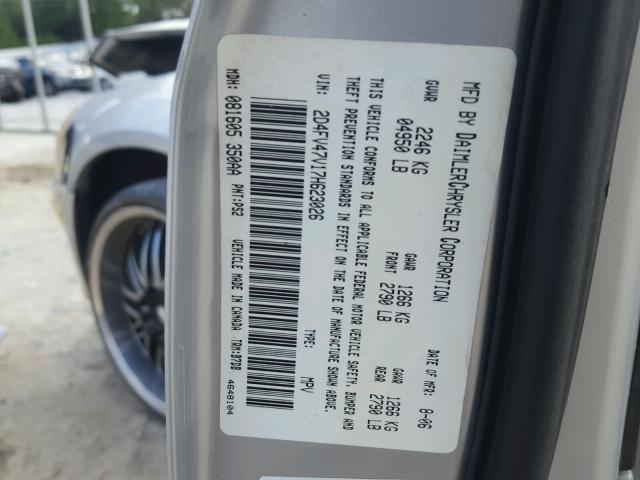 MFD BY DAIMLERCHRYSLER CORPORATION
DATE OF MFR: 8-06
GVWR 2246 KG 04950 LB
GAWR FRONT 1266 KG 2790 LB
GAWR REAR 1266 KG 2790 LB
THIS VEHICLE CONFORMS TO ALL APPLICABLE FEDERAL MOTOR VEHICLE SAFETY, BUMPER AND
THEFT PREVENTION STANDARDS IN EFFECT ON THE DATE OF MANUFACTURE SHOWN ABOVE.
VIN: 2D4FV47V17H623026 TYPE: MPV
MDH: 081605 350AA PNT:PS2 VEHICLE MADE IN CANADA TRM:B7DB
4648104